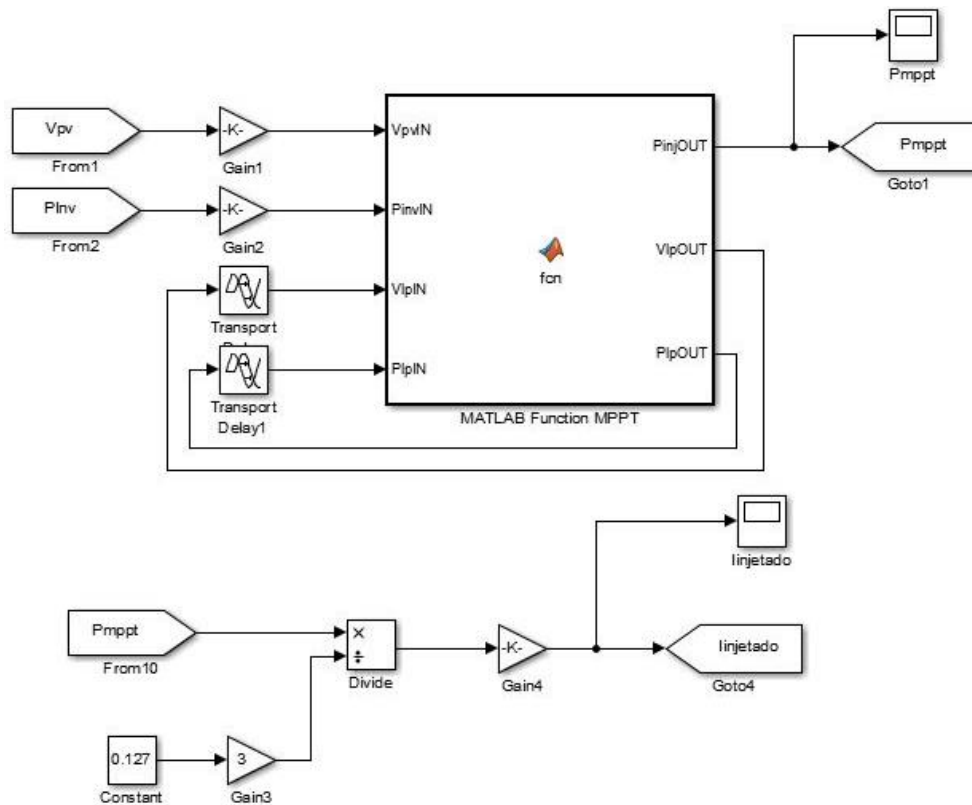 Pmppt
Vpv
From1
-K-
Gain1
VpvIN
PinjOUT
Pmppt
Goto1
PInv
From2
-K-
Gain2
PinvIN
fcn
VlpOUT
Transport
VlpIN
Transport
Delay1
PlpIN
PlpOUT
MATLAB Function MPPT
Iinjetado
Pmppt
From10
×
÷
Divide
-K-
Gain4
Iinjetado
Goto4
0.127
Constant
3
Gain3